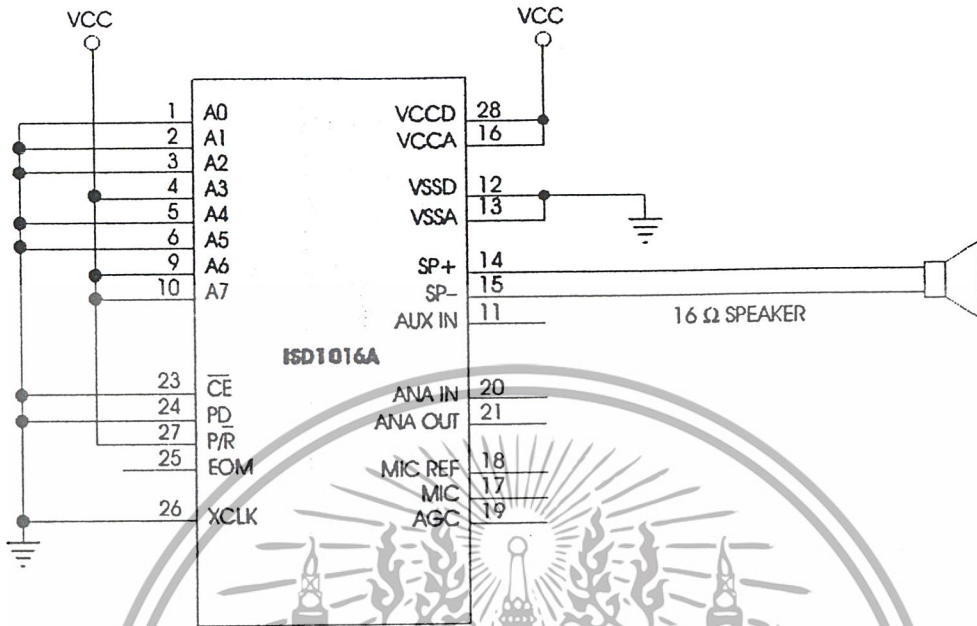 VCC
VCC
1 A0
2 A1
3 A2
4 A3
5 A4
6 A5
9 A6
10 A7
23 CE
24 PD
27 P/R
25 EOM
26 XCLK
ISD1016A
VCCD 28
VCCA 16
VSSD 12
VSSA 13
SP+ 14
SP- 15
AUX IN 11
16 Ω SPEAKER
ANA IN 20
ANA OUT 21
MIC REF 18
MIC 17
AGC 19